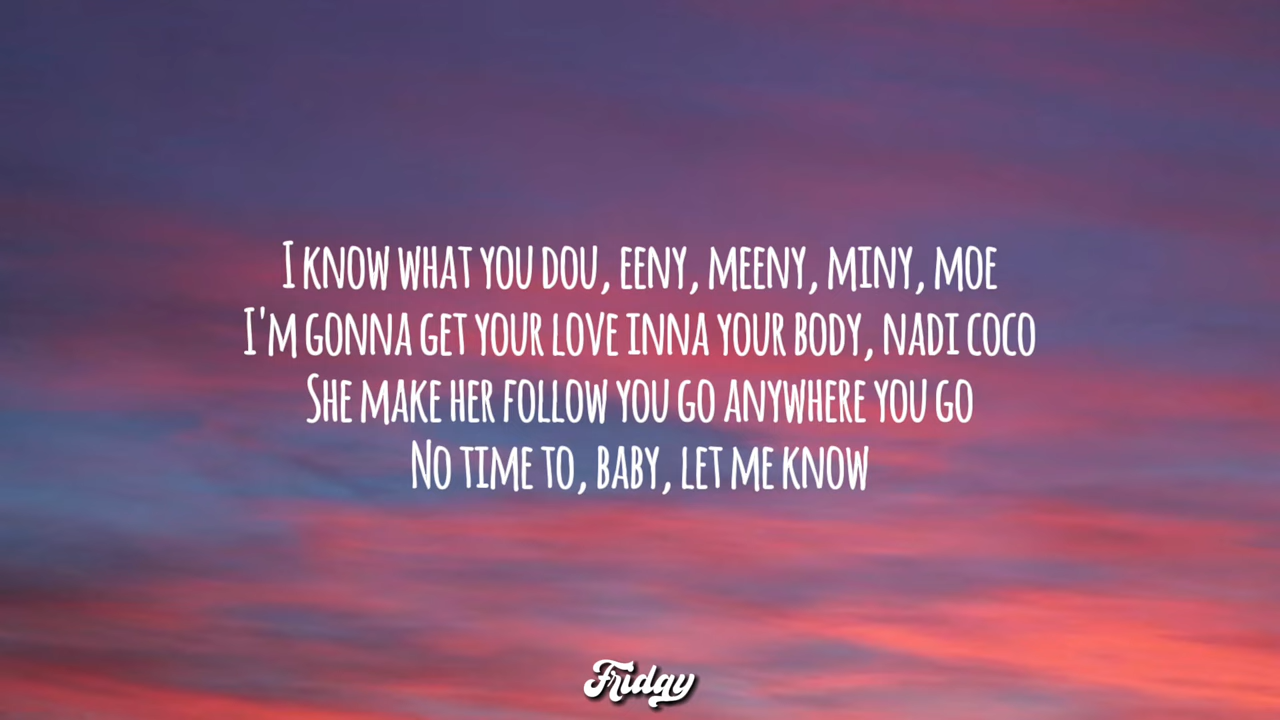 I KNOW WHAT YOU DOU, EENY, MEENY, MINY, MOE
I'M GONNA GET YOUR LOVE INNA YOUR BODY, NADI COCO
SHE MAKE HER FOLLOW YOU GO ANYWHERE YOU GO
NO TIME TO, BABY, LET ME KNOW
Friday